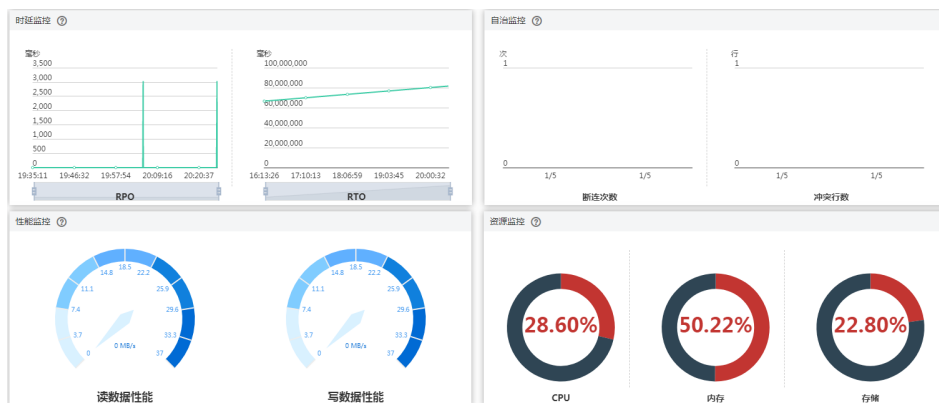 时延监控 ?
毫秒
3,500
3,000
2,500
2,000
1,500
1,000
500
0
19:35:11 19:46:32 19:57:54 20:09:16 20:20:37
RPO
毫秒
100,000,000
80,000,000
60,000,000
40,000,000
20,000,000
0
16:13:26 17:10:13 18:06:59 19:03:45 20:00:32
RTO
自治监控 ?
次
1
0
1/5 1/5
断连次数
行
1
0
1/5 1/5
冲突行数
性能监控 ?
18.5
14.8 22.2
11.1 25.9
7.4 29.6
3.7 33.3
0 0 MB/s 37
读数据性能
18.5
14.8 22.2
11.1 25.9
7.4 29.6
3.7 33.3
0 0 MB/s 37
写数据性能
资源监控 ?
28.60%
CPU
50.22%
内存
22.80%
存储